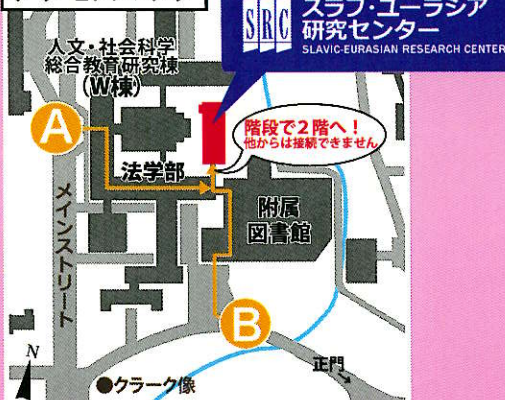 SRC
スラブ・ユーラシア
研究センター
SLAVIC-EURASIAN RESEARCH CENTER
人文・社会科学
総合教育研究棟
(W棟)
A
階段で2階へ！
他からは接続できません
法学部
附属
図書館
メインストリート
B
N
正門
●クラーク像